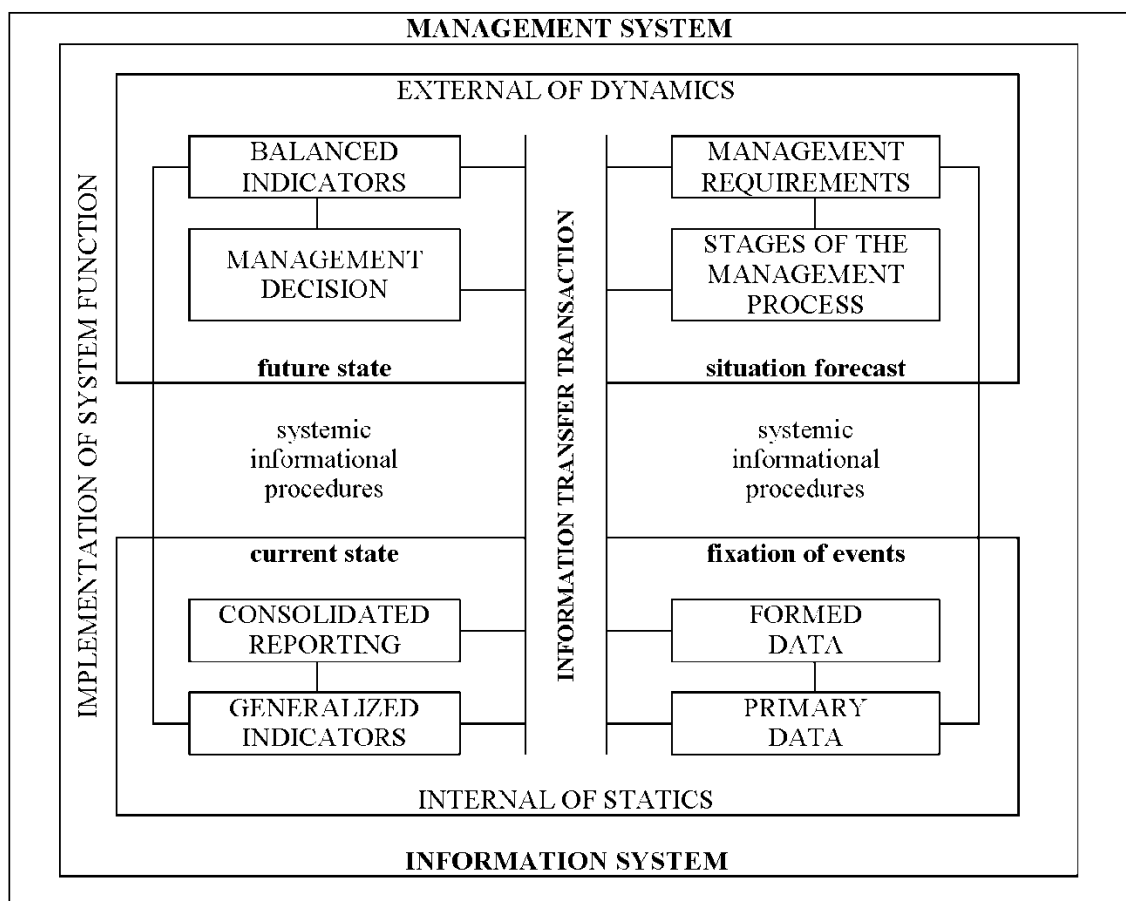 MANAGEMENT SYSTEM
EXTERNAL OF DYNAMICS
BALANCED
INDICATORS
MANAGEMENT
REQUIREMENTS
MANAGEMENT
DECISION
STAGES OF THE
MANAGEMENT
PROCESS
future state
situation forecast
IMPLEMENTATION OF SYSTEM FUNCTION
INFORMATION TRANSFER TRANSACTION
systemic
informational
procedures
systemic
informational
procedures
current state
fixation of events
CONSOLIDATED
REPORTING
FORMED
DATA
GENERALIZED
INDICATORS
PRIMARY
DATA
INTERNAL OF STATICS
INFORMATION SYSTEM